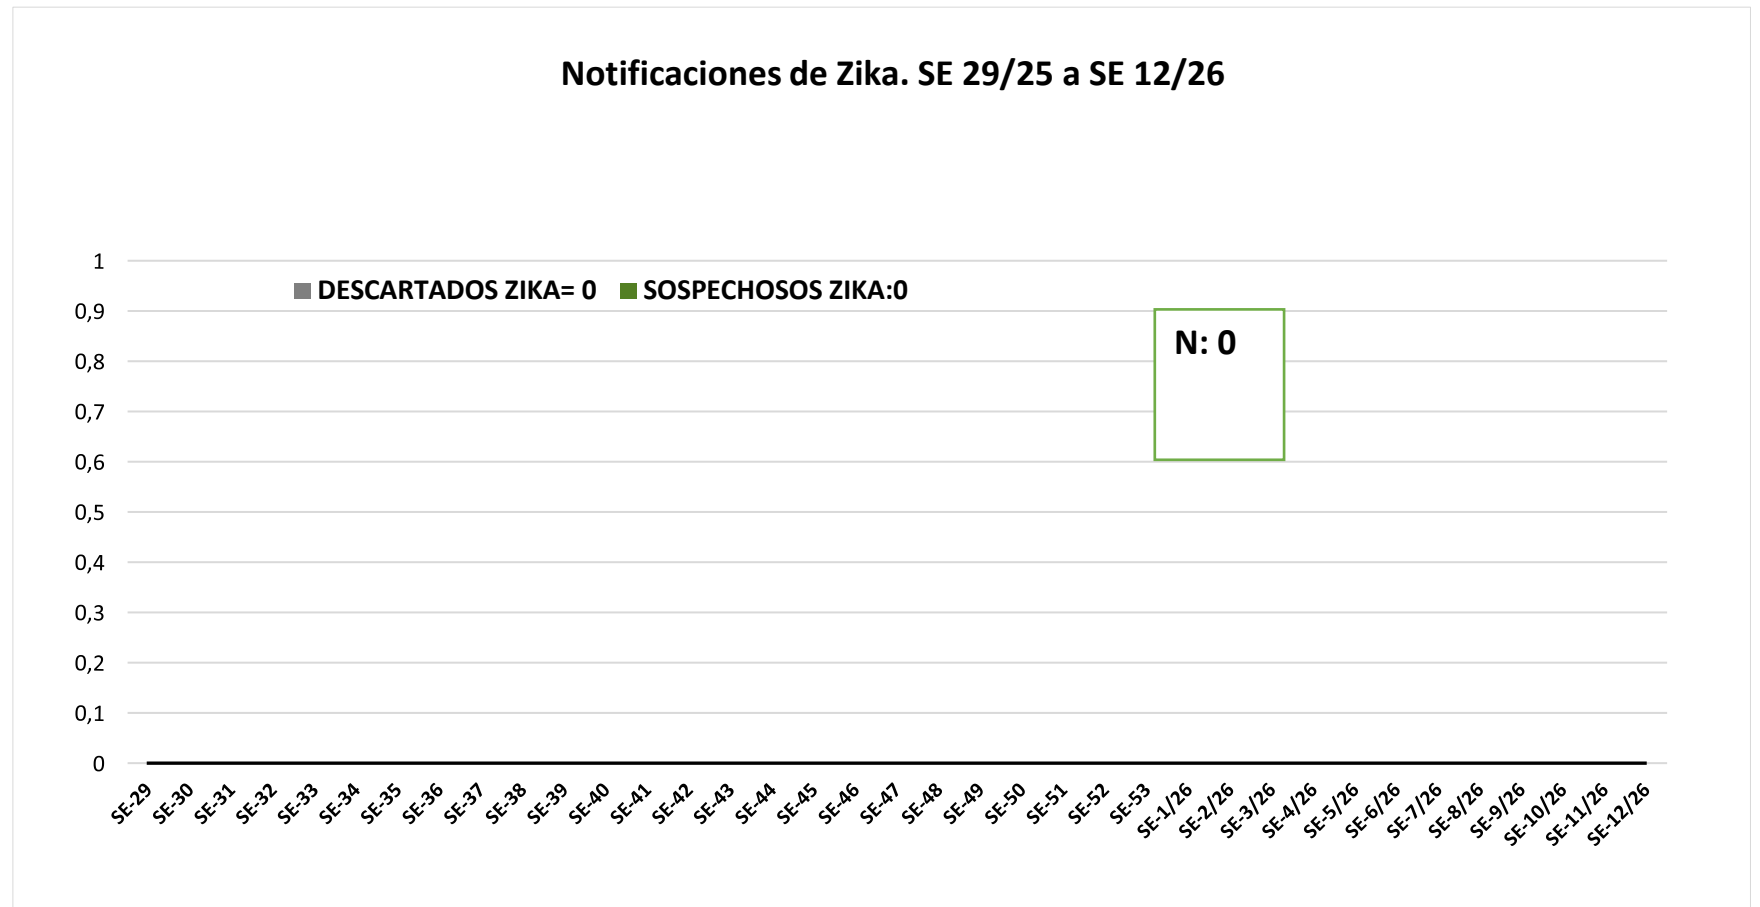 Notificaciones de Zika. SE 29/25 a SE 12/26
1
DESCARTADOS ZIKA= 0 SOSPECHOSOS ZIKA:0
0,9
N: 0
0,8
0,7
0,6
0,5
0,4
0,3
0,2
0,1
0
SE-29
SE-30
SE-31
SE-32
SE-33
SE-34
SE-35
SE-36
SE-37
SE-38
SE-39
SE-40
SE-41
SE-42
SE-43
SE-44
SE-45
SE-46
SE-47
SE-48
SE-49
SE-50
SE-51
SE-52
SE-53
SE-1/26
SE-2/26
SE-3/26
SE-4/26
SE-5/26
SE-6/26
SE-7/26
SE-8/26
SE-9/26
SE-10/26
SE-11/26
SE-12/26